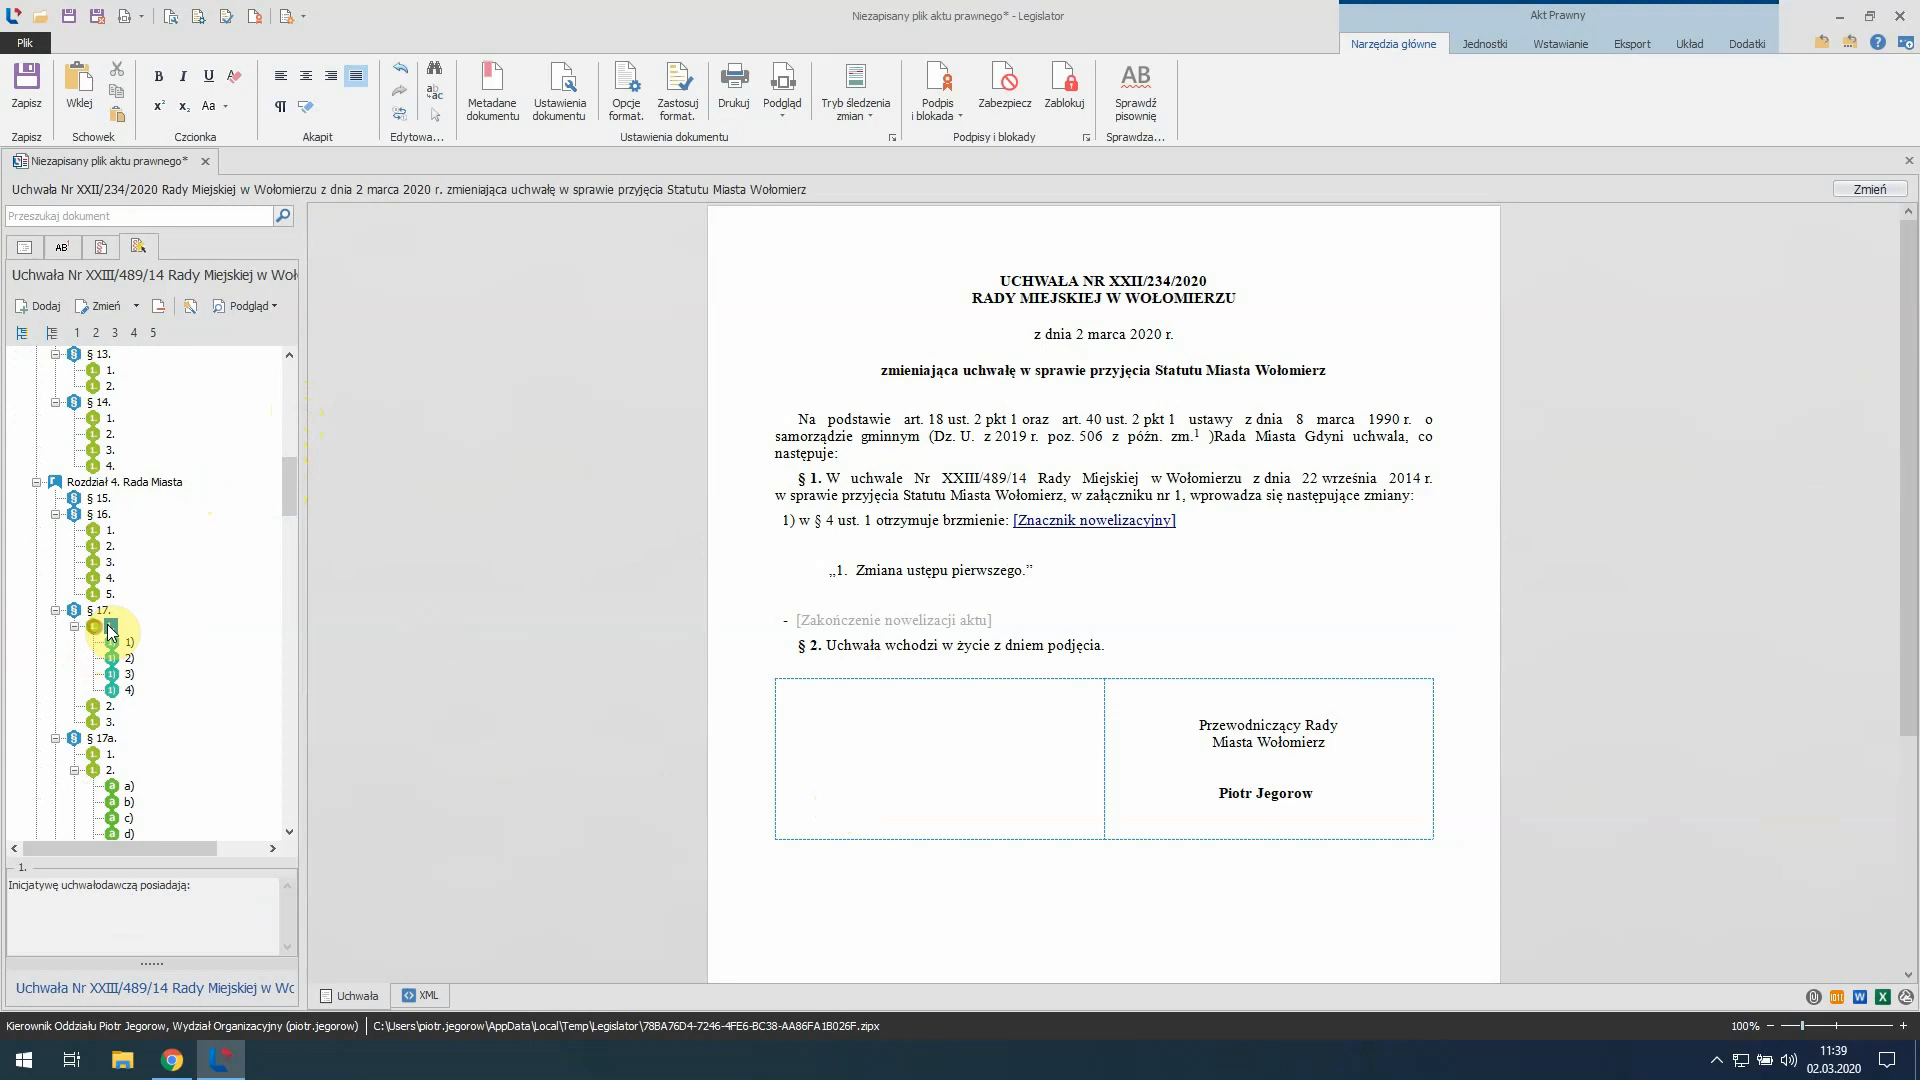 Niezapisany plik aktu prawnego* - Legislator
Akt Prawny
Plik
Narzędzia główne
Jednostki
Wstawianie
Eksport
Układ
Dodatki
Zapisz
Wklej
B I U
x² x₂ Aa
Metadane dokumentu
Ustawienia dokumentu
Opcje format.
Zastosuj format.
Drukuj
Podgląd
Tryb śledzenia zmian
Podpis i blokada
Zabezpiecz
Zablokuj
AB
Sprawdź pisownię
Zapisz
Schowek
Czcionka
Akapit
Edytowa...
Ustawienia dokumentu
Podpisy i blokady
Sprawdza...
Niezapisany plik aktu prawnego*
Uchwała Nr XXII/234/2020 Rady Miejskiej w Wołomierzu z dnia 2 marca 2020 r. zmieniająca uchwałę w sprawie przyjęcia Statutu Miasta Wołomierz
Zmień
Przeszukaj dokument
AB
Uchwała Nr XXIII/489/14 Rady Miejskiej w Woł
Dodaj
Zmień
Podgląd
1 2 3 4 5
§ 13.
1.
2.
§ 14.
1.
2.
3.
4.
Rozdział 4. Rada Miasta
§ 15.
§ 16.
1.
2.
3.
4.
5.
§ 17.
1)
2)
3)
4)
2.
3.
§ 17a.
1.
2.
a)
b)
c)
d)
1.
Inicjatywę uchwałodawczą posiadają:
Uchwała Nr XXIII/489/14 Rady Miejskiej w Wo
UCHWAŁA NR XXII/234/2020
RADY MIEJSKIEJ W WOŁOMIERZU
z dnia 2 marca 2020 r.
zmieniająca uchwałę w sprawie przyjęcia Statutu Miasta Wołomierz
Na podstawie art. 18 ust. 2 pkt 1 oraz art. 40 ust. 2 pkt 1 ustawy z dnia 8 marca 1990 r. o
samorządzie gminnym (Dz. U. z 2019 r. poz. 506 z późn. zm.1 )Rada Miasta Gdyni uchwala, co
następuje:
§ 1. W uchwale Nr XXIII/489/14 Rady Miejskiej w Wołomierzu z dnia 22 września 2014 r.
w sprawie przyjęcia Statutu Miasta Wołomierz, w załączniku nr 1, wprowadza się następujące zmiany:
1) w § 4 ust. 1 otrzymuje brzmienie: [Znacznik nowelizacyjny]
„1. Zmiana ustępu pierwszego.”
- [Zakończenie nowelizacji aktu]
§ 2. Uchwała wchodzi w życie z dniem podjęcia.
Przewodniczący Rady
Miasta Wołomierz
Piotr Jegorow
Uchwała
XML
Kierownik Oddziału Piotr Jegorow, Wydział Organizacyjny (piotr.jegorow)
C:\Users\piotr.jegorow\AppData\Local\Temp\Legislator\78BA76D4-7246-4FE6-BC38-AA86FA1B026F.zipx
100%
11:39
02.03.2020